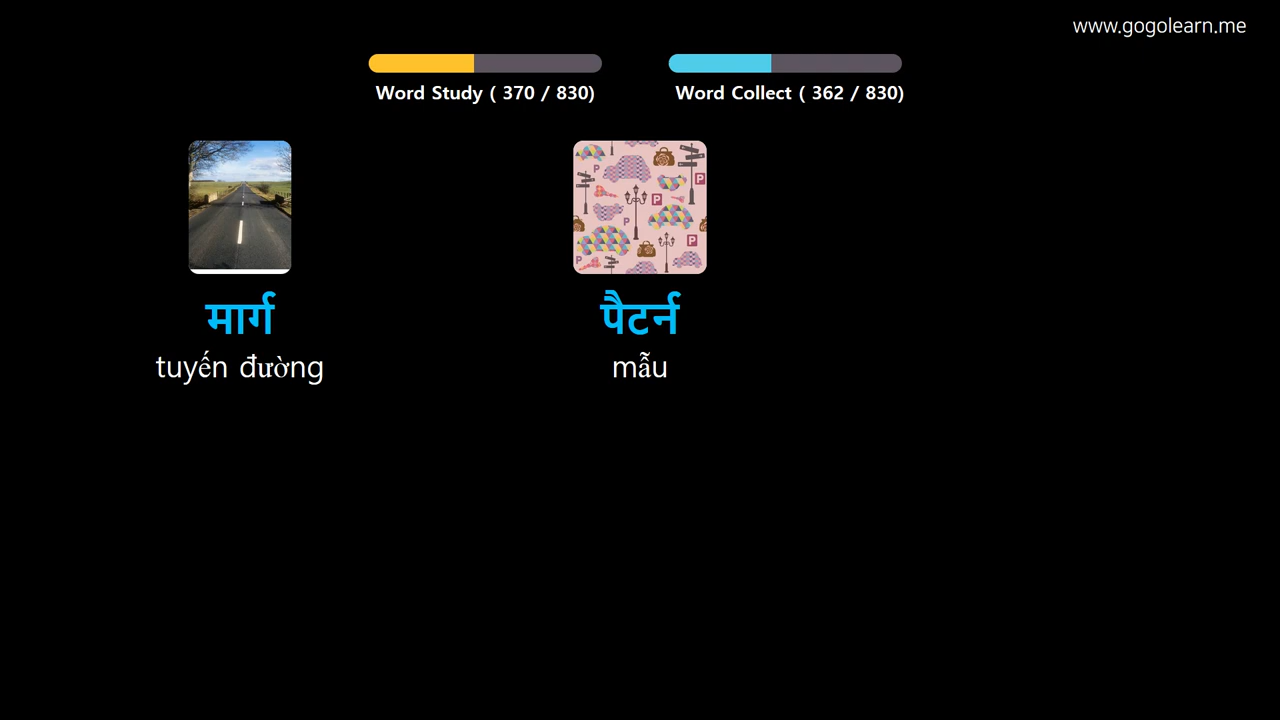 www.gogolearn.me
Word Study ( 370 / 830)
Word Collect ( 362 / 830)
मार्ग
पैटर्न
tuyến đường
mẫu
P
P
P
P
P
P